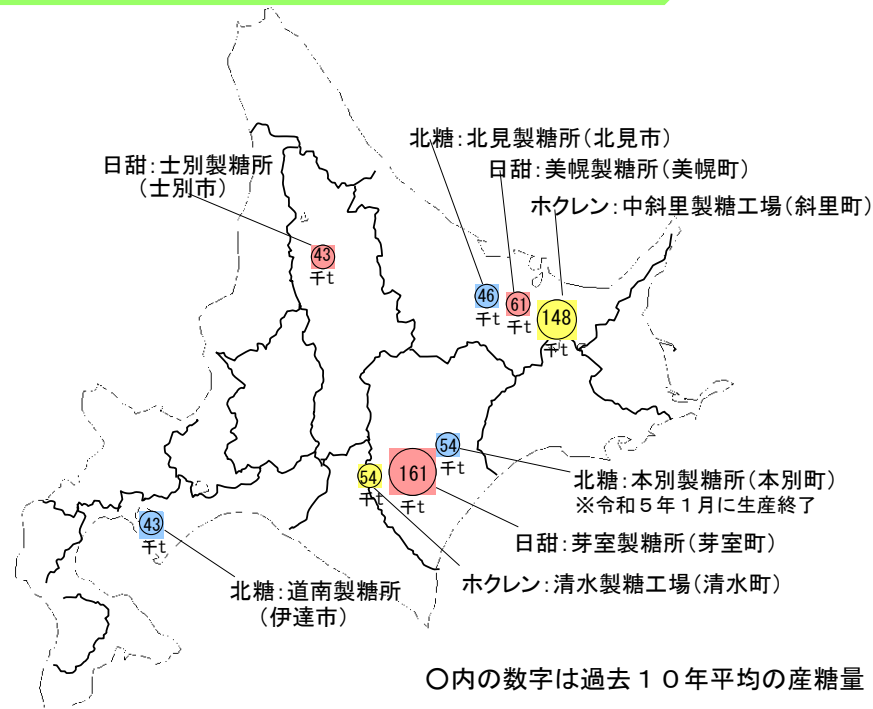 北糖：北見製糖所（北見市）
日甜：美幌製糖所（美幌町）
ホクレン：中斜里製糖工場（斜里町）
日甜：士別製糖所
（士別市）
43
千t
46
千t
61
千t
148
千t
54
千t
161
千t
54
千t
43
千t
北糖：本別製糖所（本別町）
※令和５年１月に生産終了
日甜：芽室製糖所（芽室町）
ホクレン：清水製糖工場（清水町）
北糖：道南製糖所
（伊達市）
〇内の数字は過去１０年平均の産糖量